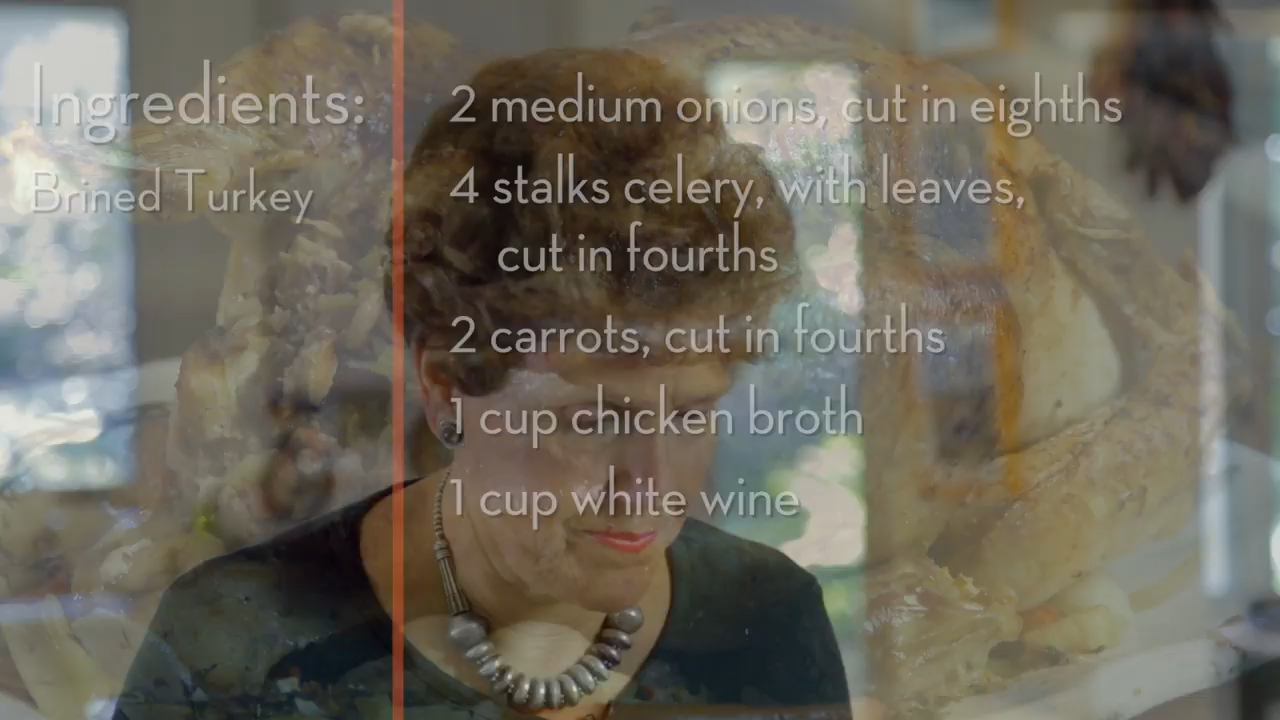 Ingredients:
Brined Turkey
2 medium onions, cut in eighths
4 stalks celery, with leaves,
cut in fourths
2 carrots, cut in fourths
1 cup chicken broth
1 cup white wine